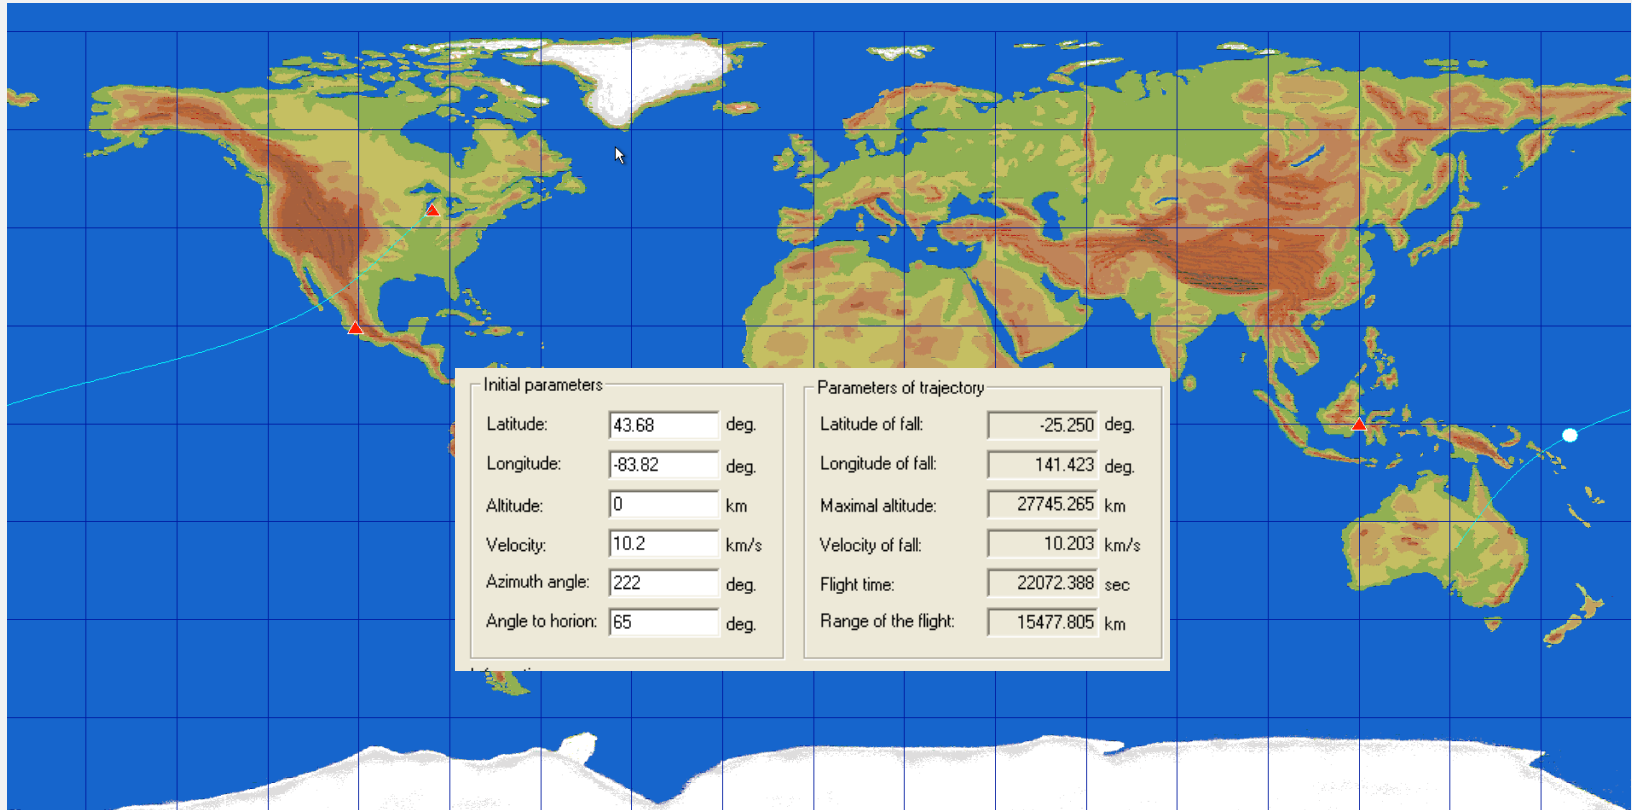 Initial parameters
Latitude: 43.68 deg.
Longitude: -83.82 deg.
Altitude: 0 km
Velocity: 10.2 km/s
Azimuth angle: 222 deg.
Angle to horion: 65 deg.
Parameters of trajectory
Latitude of fall: -25.250 deg.
Longitude of fall: 141.423 deg.
Maximal altitude: 27745.265 km
Velocity of fall: 10.203 km/s
Flight time: 22072.388 sec
Range of the flight: 15477.805 km